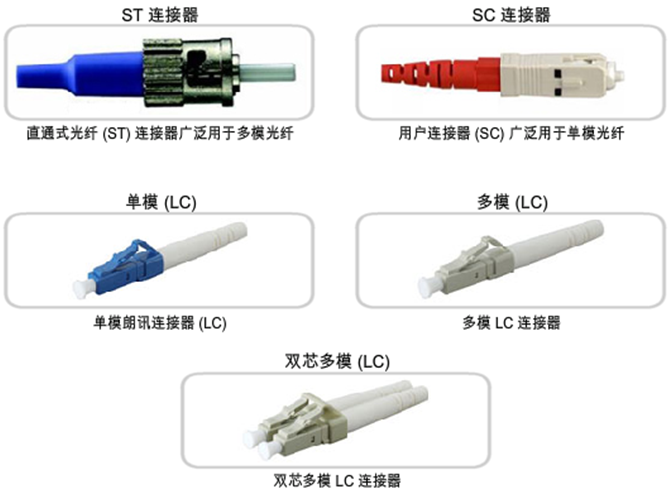 ST 连接器
SC 连接器
直通式光纤 (ST) 连接器广泛用于多模光纤
用户连接器 (SC) 广泛用于单模光纤
单模 (LC)
多模 (LC)
单模朗讯连接器 (LC)
多模 LC 连接器
双芯多模 (LC)
双芯多模 LC 连接器